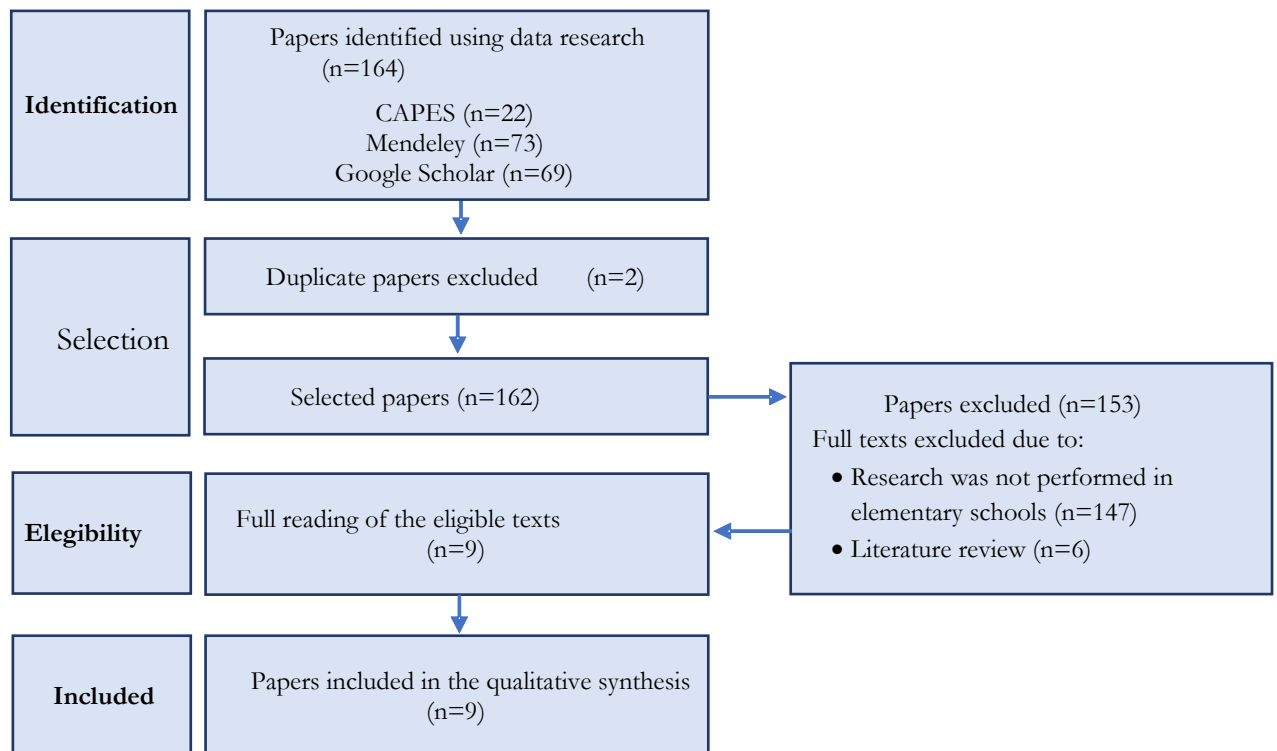 Identification
Papers identified using data research
(n=164)
CAPES (n=22)
Mendeley (n=73)
Google Scholar (n=69)
Selection
Duplicate papers excluded (n=2)
Selected papers (n=162)
Papers excluded (n=153)
Full texts excluded due to:
• Research was not performed in
elementary schools (n=147)
• Literature review (n=6)
Elegibility
Full reading of the eligible texts
(n=9)
Included
Papers included in the qualitative synthesis
(n=9)